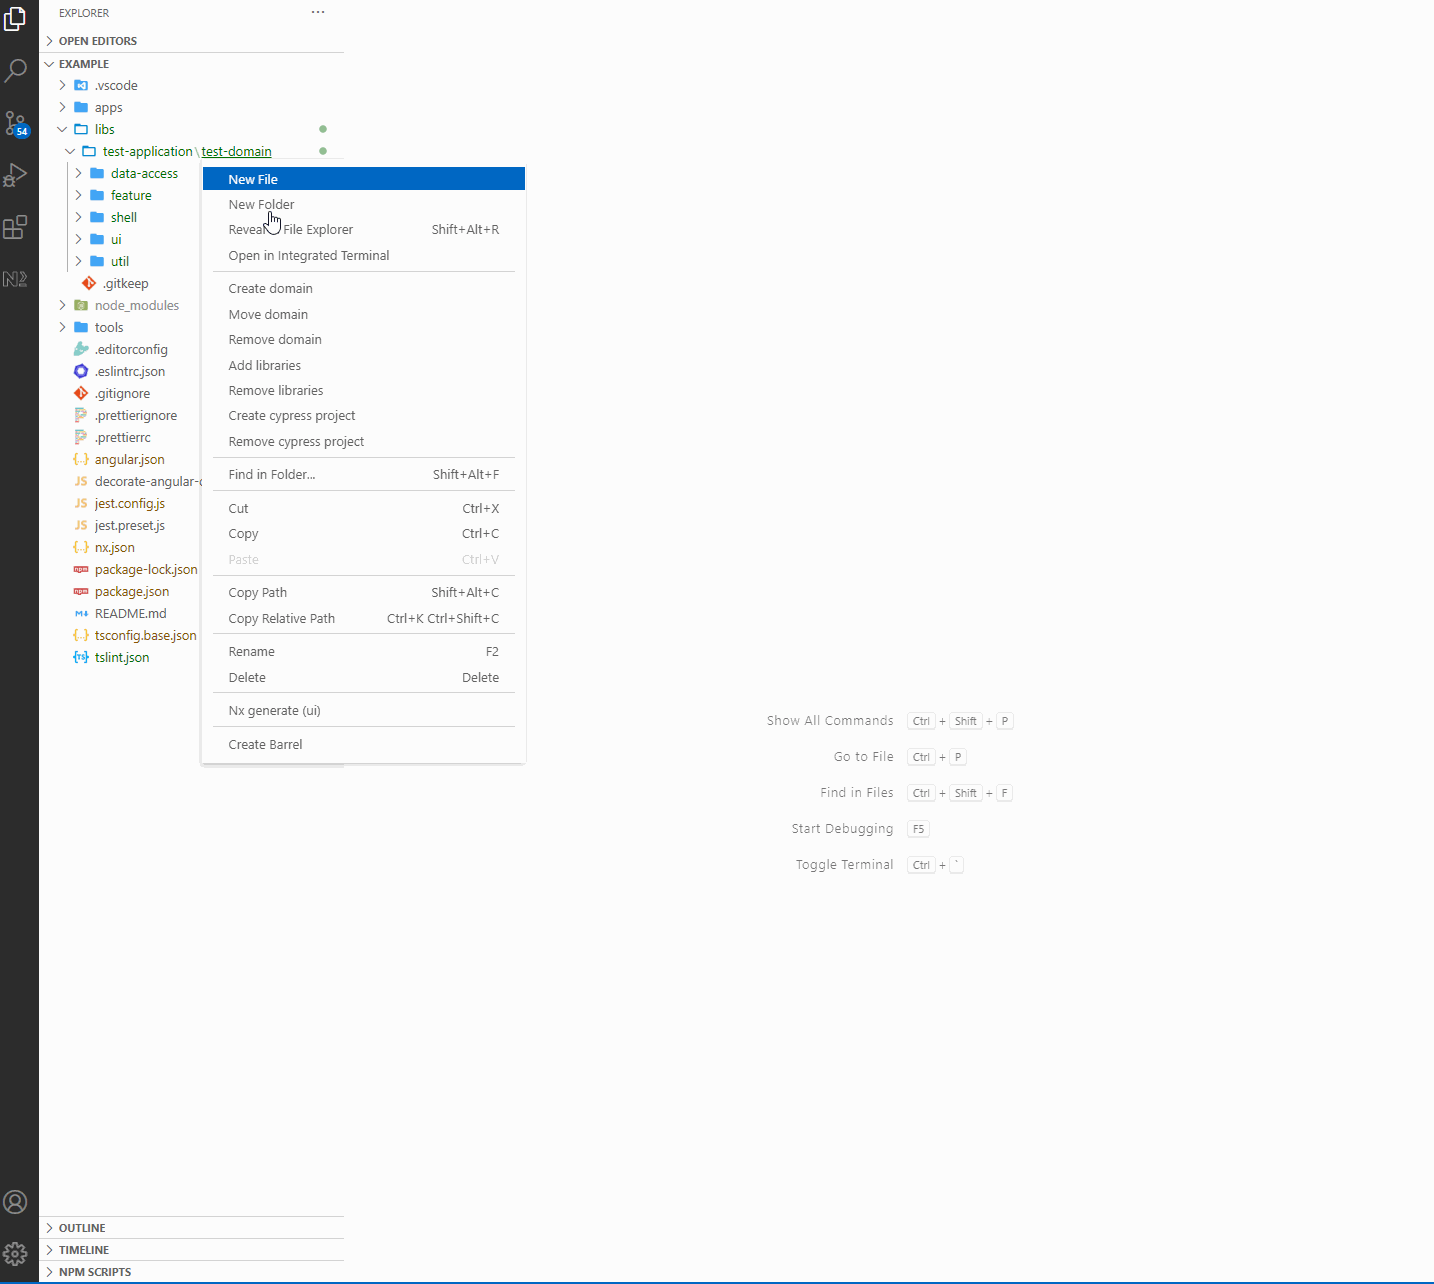 EXPLORER
OPEN EDITORS
EXAMPLE
.vscode
apps
54
libs
test-application\test-domain
data-access
feature
shell
ui
util
.gitkeep
node_modules
tools
.editorconfig
.eslintrc.json
.gitignore
.prettierignore
.prettierrc
{..} angular.json
JS decorate-angular-
JS jest.config.js
JS jest.preset.js
{..} nx.json
npm package-lock.json
npm package.json
M↓ README.md
{..} tsconfig.base.json
{TS} tslint.json
New File
New Folder
Revea File Explorer Shift+Alt+R
Open in Integrated Terminal
Create domain
Move domain
Remove domain
Add libraries
Remove libraries
Create cypress project
Remove cypress project
Find in Folder... Shift+Alt+F
Cut Ctrl+X
Copy Ctrl+C
Paste Ctrl+V
Copy Path Shift+Alt+C
Copy Relative Path Ctrl+K Ctrl+Shift+C
Rename F2
Delete Delete
Nx generate (ui)
Create Barrel
Show All Commands Ctrl + Shift + P
Go to File Ctrl + P
Find in Files Ctrl + Shift + F
Start Debugging F5
Toggle Terminal Ctrl + `
OUTLINE
TIMELINE
NPM SCRIPTS